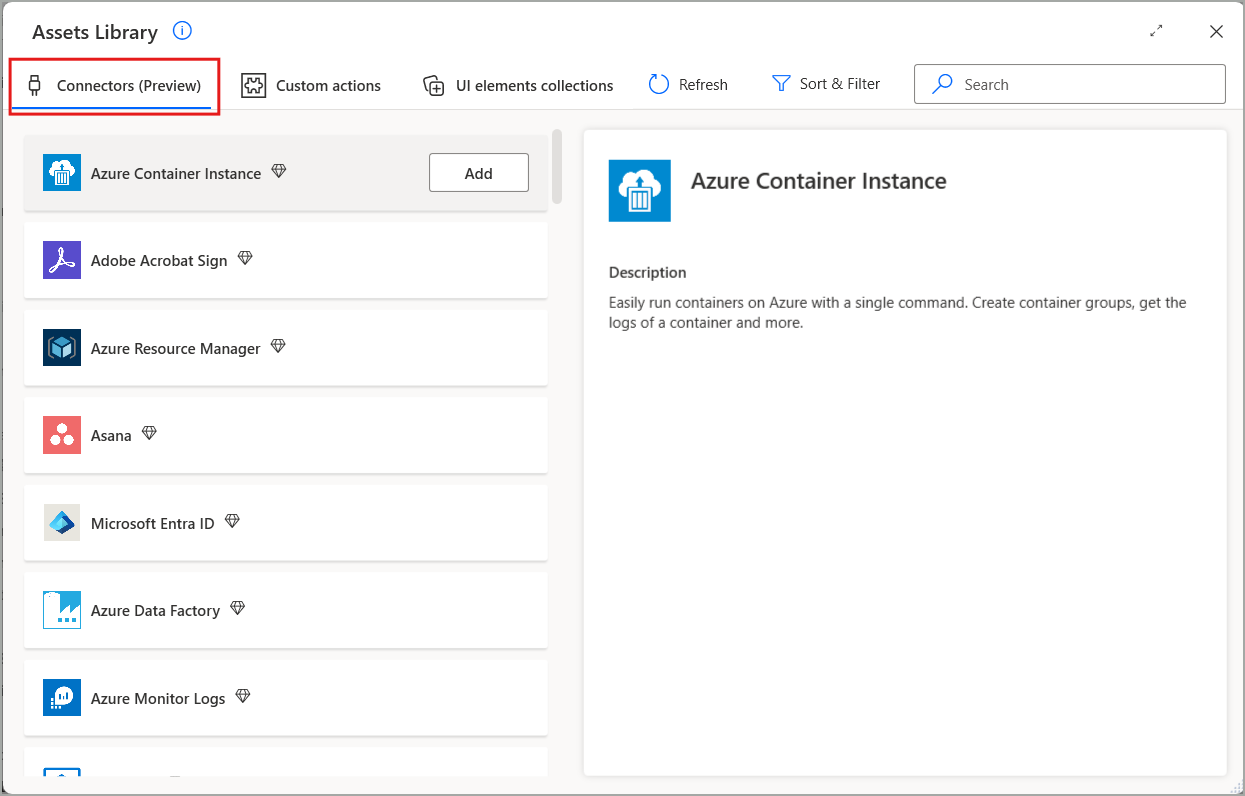 Assets Library
Connectors (Preview)
Custom actions
UI elements collections
Refresh
Sort & Filter
Search
Azure Container Instance
Add
Adobe Acrobat Sign
Azure Resource Manager
Asana
Microsoft Entra ID
Azure Data Factory
Azure Monitor Logs
Azure Container Instance
Description
Easily run containers on Azure with a single command. Create container groups, get the
logs of a container and more.